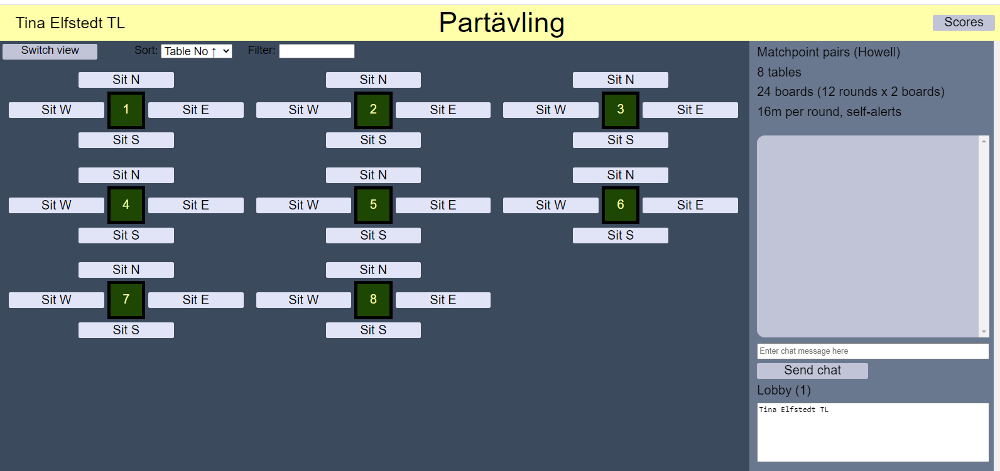 Tina Elfstedt TL
Partävling
Scores
Switch view
Sort: Table No ↑
Filter:
Sit N
Sit W 1 Sit E
Sit S
Sit N
Sit W 2 Sit E
Sit S
Sit N
Sit W 3 Sit E
Sit S
Sit N
Sit W 4 Sit E
Sit S
Sit N
Sit W 5 Sit E
Sit S
Sit N
Sit W 6 Sit E
Sit S
Sit N
Sit W 7 Sit E
Sit S
Sit N
Sit W 8 Sit E
Sit S
Matchpoint pairs (Howell)
8 tables
24 boards (12 rounds x 2 boards)
16m per round, self-alerts
Enter chat message here
Send chat
Lobby (1)
Tina Elfstedt TL